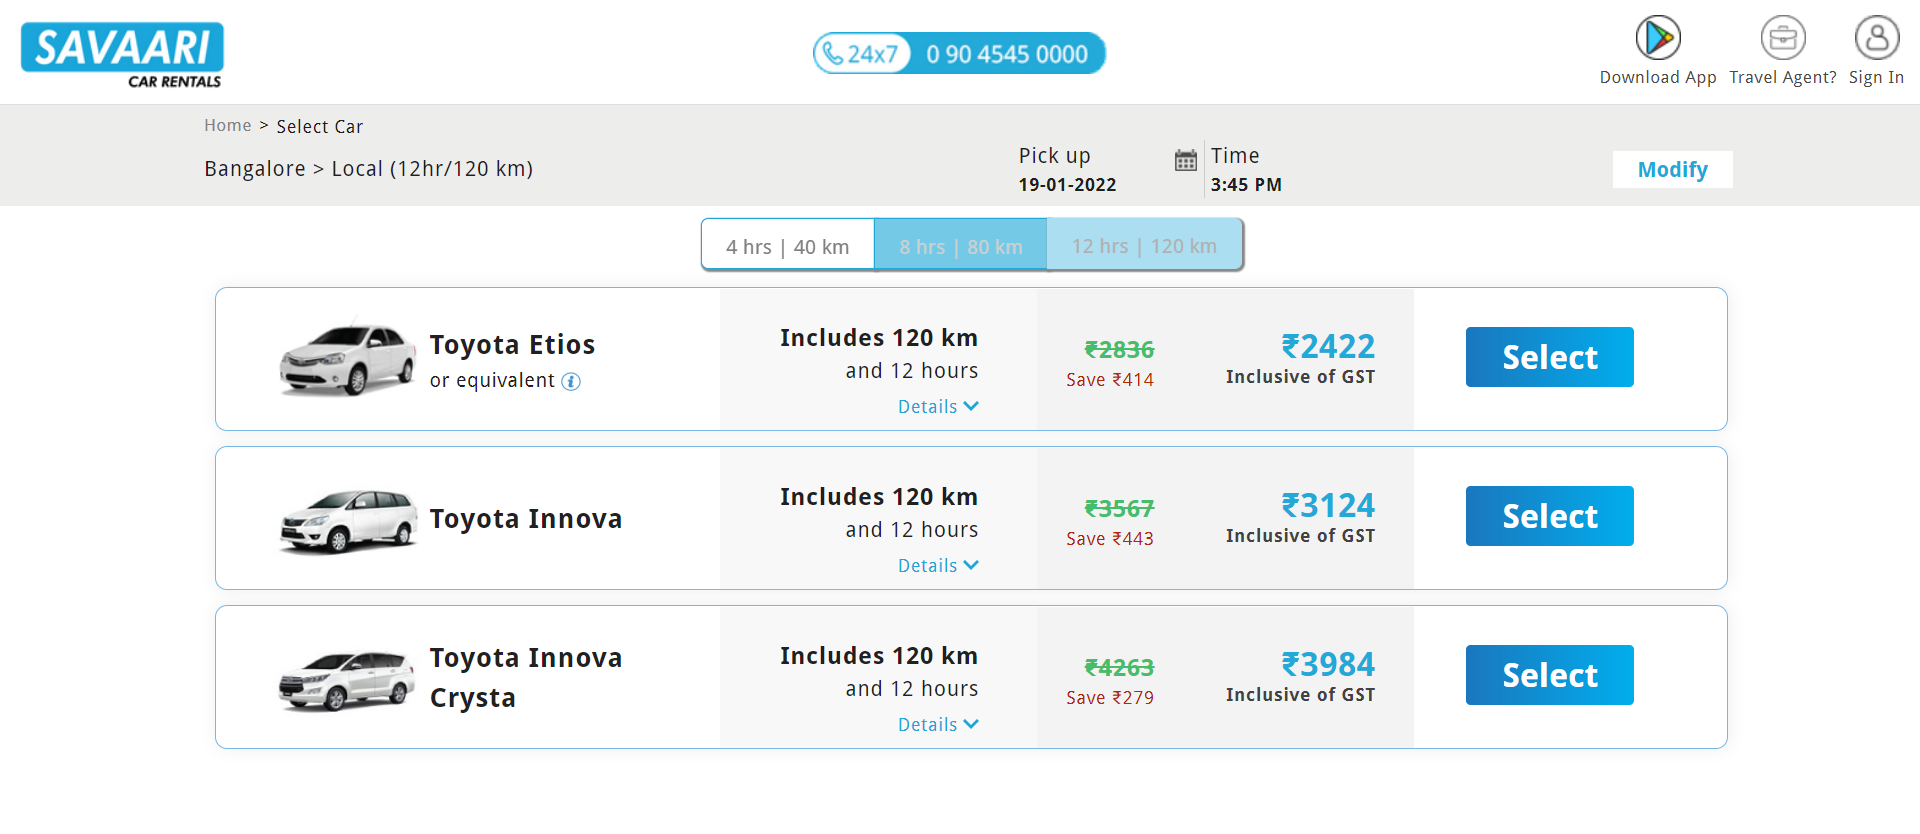 SAVAARI
CAR RENTALS
24x7 0 90 4545 0000
Download App Travel Agent? Sign In
Home > Select Car
Bangalore > Local (12hr/120 km)
Pick up
19-01-2022
Time
3:45 PM
Modify
4 hrs | 40 km 8 hrs | 80 km 12 hrs | 120 km
Toyota Etios
or equivalent i
Includes 120 km
and 12 hours
Details
₹2836
Save ₹414
₹2422
Inclusive of GST
Select
Toyota Innova
Includes 120 km
and 12 hours
Details
₹3567
Save ₹443
₹3124
Inclusive of GST
Select
Toyota Innova
Crysta
Includes 120 km
and 12 hours
Details
₹4263
Save ₹279
₹3984
Inclusive of GST
Select